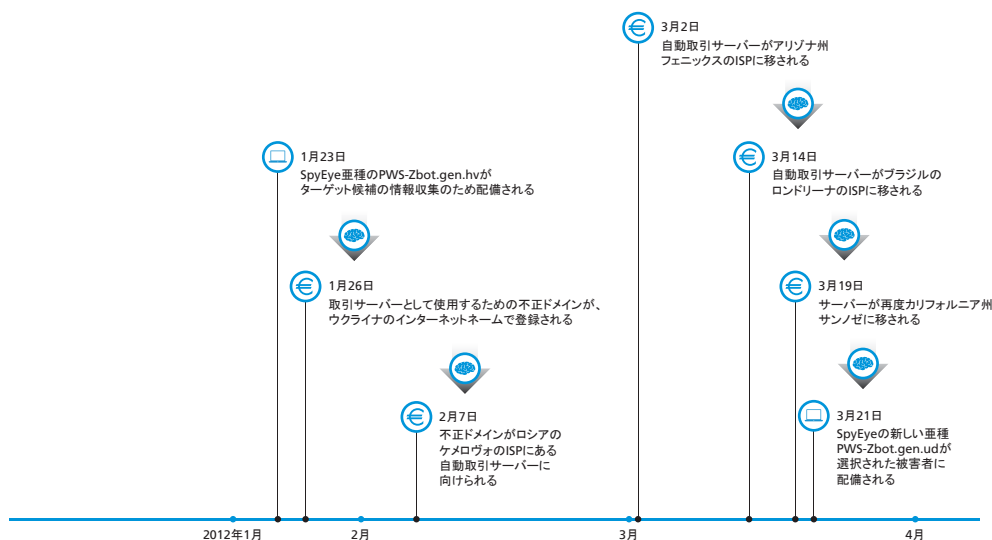 1月23日
SpyEye亜種のPWS-Zbot.gen.hvが
ターゲット候補の情報収集のため配備される
1月26日
取引サーバーとして使用するための不正ドメインが、
ウクライナのインターネットネームで登録される
2月7日
不正ドメインがロシアの
ケメロヴォのISPにある
自動取引サーバーに
向けられる
3月2日
自動取引サーバーがアリゾナ州
フェニックスのISPに移される
3月14日
自動取引サーバーがブラジルの
ロンドリーナのISPに移される
3月19日
サーバーが再度カリフォルニア州
サンノゼに移される
3月21日
SpyEyeの新しい亜種
PWS-Zbot.gen.udが
選択された被害者に
配備される
2012年1月
2月
3月
4月